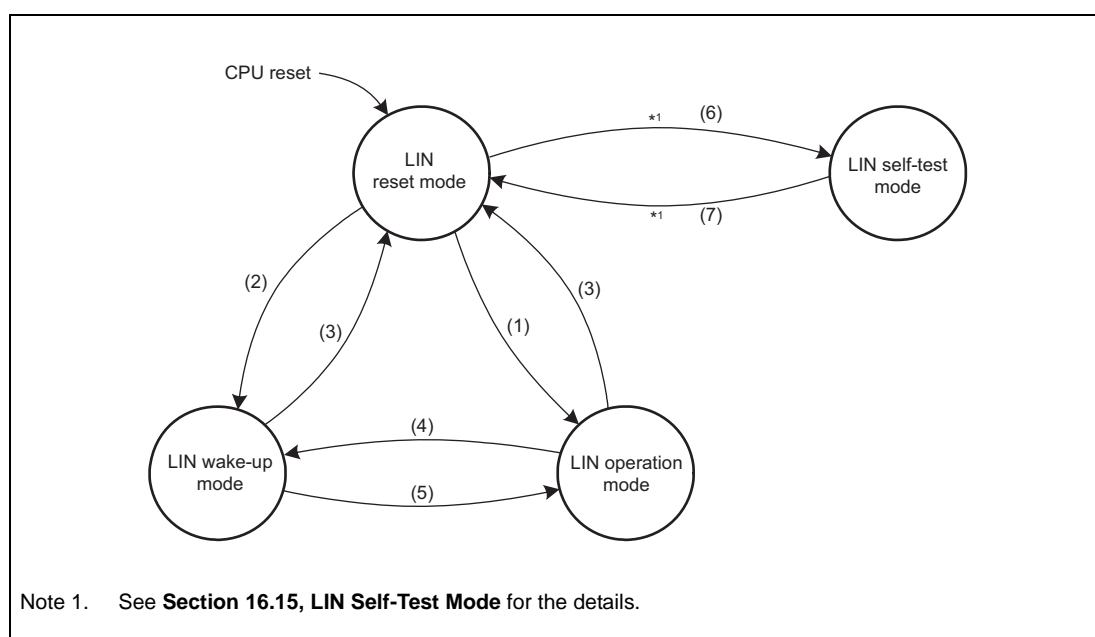 CPU reset
LIN
reset mode
*1
(6)
LIN self-test
mode
*1
(7)
(2)
(3)
(1)
(3)
LIN wake-up
mode
(4)
(5)
LIN operation
mode
Note 1. See Section 16.15, LIN Self-Test Mode for the details.